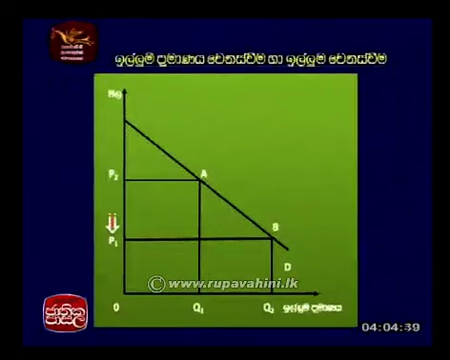 ඉල්ලුම් ප්‍රමාණය වෙනස්වීම හා ඉල්ලුම වෙනස්වීම
මිල
P₂
A
P₁
B
D
© www.rupavahini.lk
0
Q₁
Q₂
ඉල්ලුම් ප්‍රමාණය
ජාතික
පාසල
04:04:39